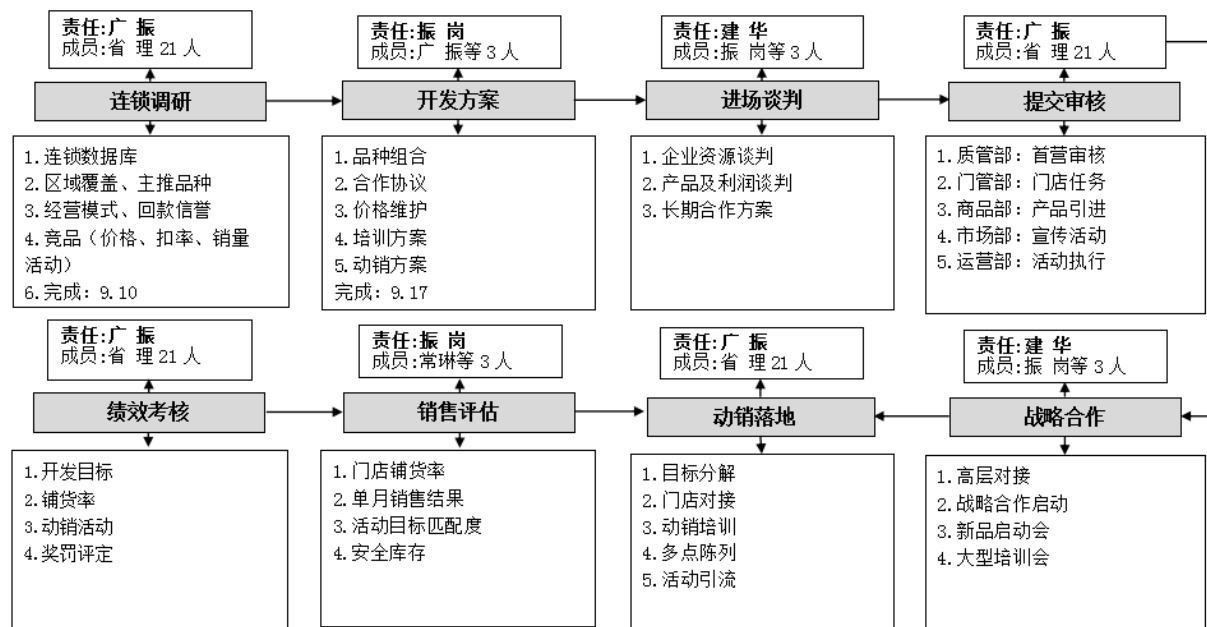 责任:广 振
成员:省 理 21 人
责任:振 岗
成员:广 振等 3 人
责任:建 华
成员:振 岗等 3 人
责任:广 振
成员:省 理 21 人
连锁调研
开发方案
进场谈判
提交审核
1.连锁数据库
2.区域覆盖、主推品种
3.经营模式、回款信誉
4.竞品（价格、扣率、销量
活动）
6.完成：9.10
1.品种组合
2.合作协议
3.价格维护
4.培训方案
5.动销方案
完成：9.17
1.企业资源谈判
2.产品及利润谈判
3.长期合作方案
1.质管部：首营审核
2.门管部：门店任务
3.商品部：产品引进
4.市场部：宣传活动
5.运营部：活动执行
责任:广 振
成员:省 理 21 人
责任:振 岗
成员:常琳等 3 人
责任:广 振
成员:省 理 21 人
责任:建 华
成员:振 岗等 3 人
绩效考核
销售评估
动销落地
战略合作
1.开发目标
2.铺货率
3.动销活动
4.奖罚评定
1.门店铺货率
2.单月销售结果
3.活动目标匹配度
4.安全库存
1.目标分解
2.门店对接
3.动销培训
4.多点陈列
5.活动引流
1.高层对接
2.战略合作启动
3.新品启动会
4.大型培训会